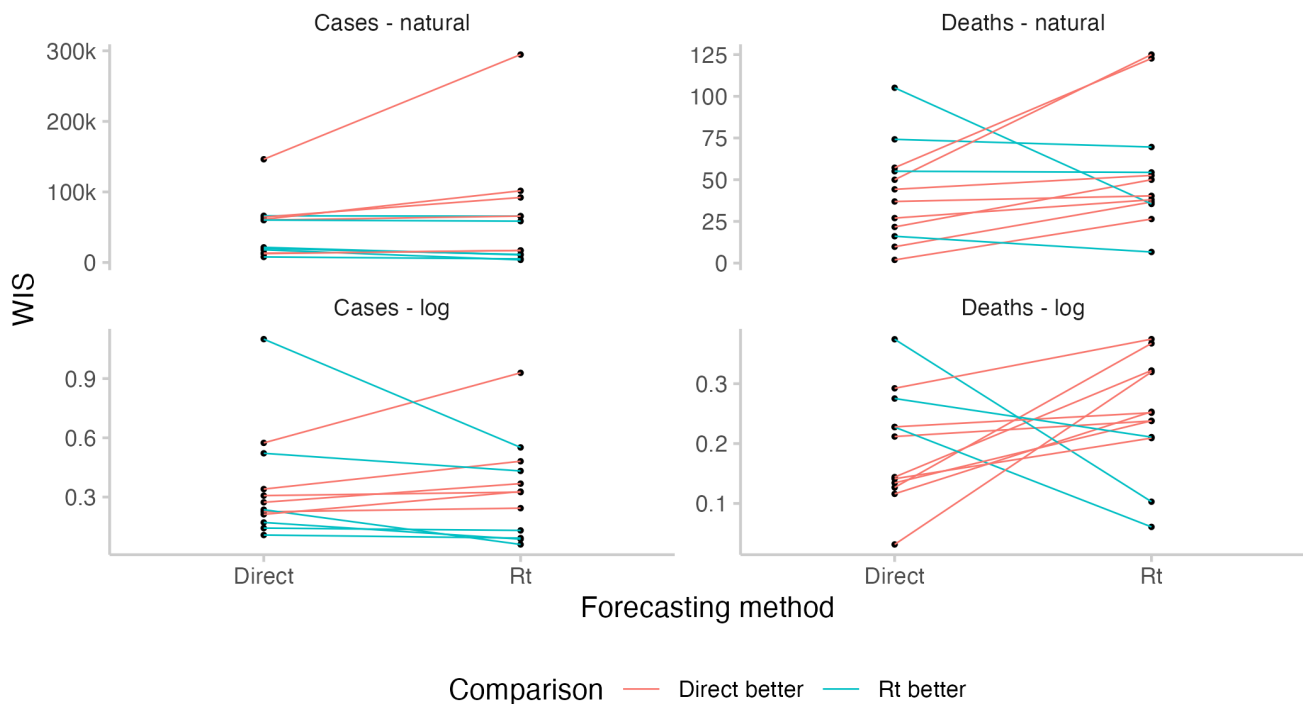 Cases - natural
Deaths - natural
300k
200k
100k
0
125
100
75
50
25
0
WIS
Cases - log
Deaths - log
0.9
0.6
0.3
0.3
0.2
0.1
Direct
Rt
Direct
Rt
Forecasting method
Comparison Direct better Rt better